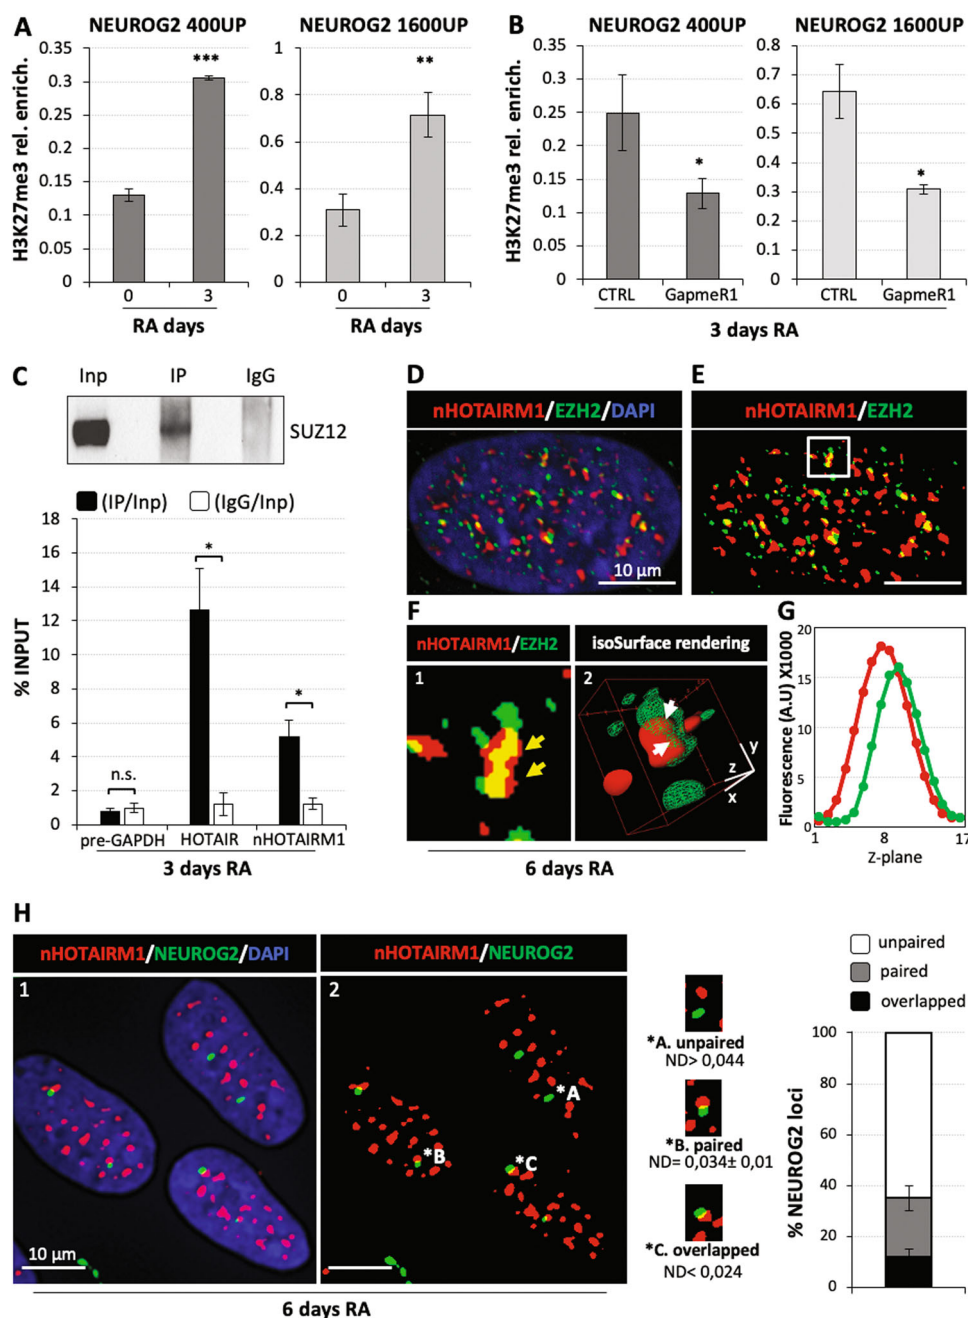 A
NEUROG2 400UP
NEUROG2 1600UP
H3K27me3 rel. enrich.
0.35
0.3
0.25
0.2
0.15
0.1
0.05
0
***
0
3
RA days
1
0.8
0.6
0.4
0.2
0
**
0
3
RA days
B
NEUROG2 400UP
NEUROG2 1600UP
H3K27me3 rel. enrich.
0.35
0.3
0.25
0.2
0.15
0.1
0.05
0
*
CTRL
GapmeR1
0.8
0.7
0.6
0.5
0.4
0.3
0.2
0.1
0
*
CTRL
GapmeR1
3 days RA
C
Inp
IP
IgG
SUZ12
(IP/Inp)
(IgG/Inp)
% INPUT
18
16
14
12
10
8
6
4
2
0
n.s.
*
*
pre-GAPDH
HOTAIR
nHOTAIRM1
3 days RA
D
nHOTAIRM1/EZH2/DAPI
10 µm
E
nHOTAIRM1/EZH2
F
nHOTAIRM1/EZH2
1
isoSurface rendering
2
y
z
x
6 days RA
G
Fluorescence (A.U) X1000
20
15
10
5
0
1
8
17
Z-plane
H
nHOTAIRM1/NEUROG2/DAPI
1
10 µm
nHOTAIRM1/NEUROG2
2
*A
*B
*C
6 days RA
*A. unpaired
ND> 0,044
*B. paired
ND= 0,034± 0,01
*C. overlapped
ND< 0,024
unpaired
paired
overlapped
% NEUROG2 loci
100
80
60
40
20
0